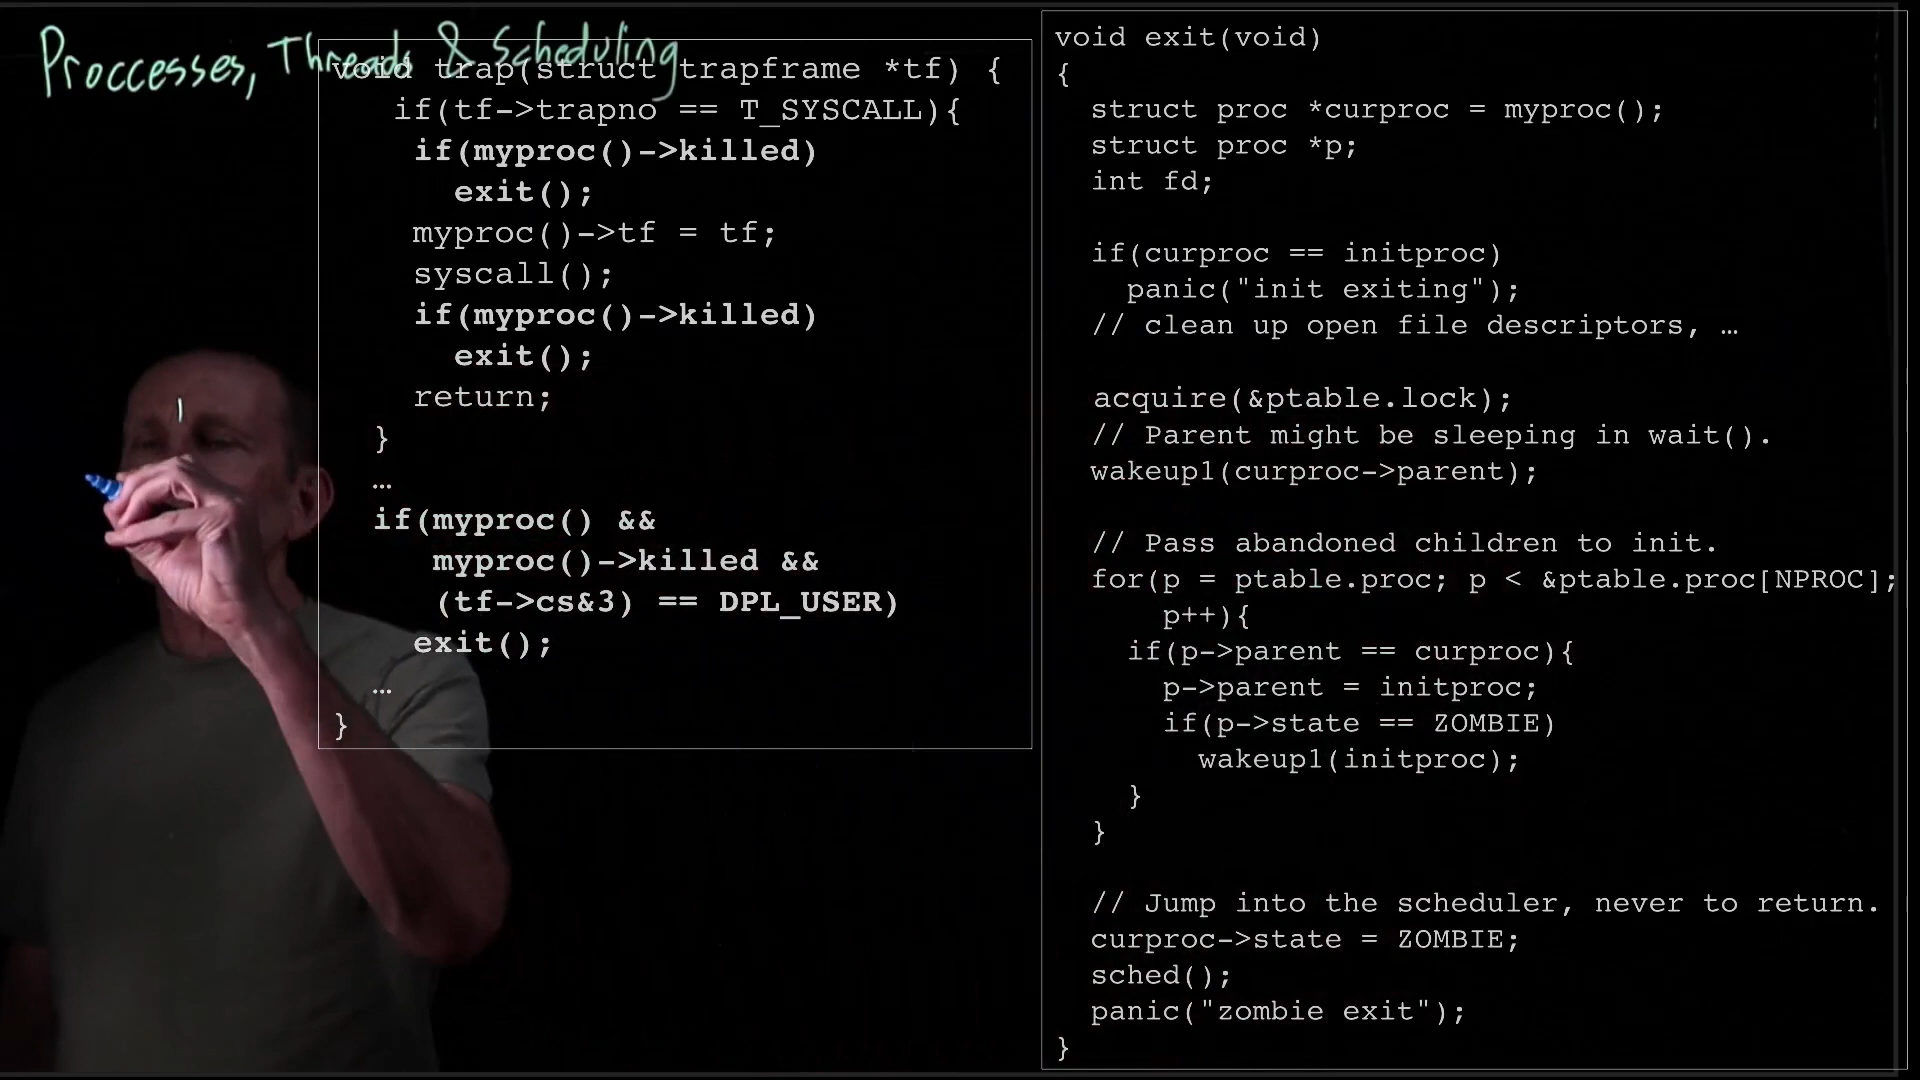 Proccesses, Threads & Scheduling
void trap(struct trapframe *tf) {
if(tf->trapno == T_SYSCALL){
if(myproc()->killed)
exit();
myproc()->tf = tf;
syscall();
if(myproc()->killed)
exit();
return;
}
…
if(myproc() &&
myproc()->killed &&
(tf->cs&3) == DPL_USER)
exit();
…
}
void exit(void)
{
struct proc *curproc = myproc();
struct proc *p;
int fd;
if(curproc == initproc)
panic("init exiting");
// clean up open file descriptors, …
acquire(&ptable.lock);
// Parent might be sleeping in wait().
wakeup1(curproc->parent);
// Pass abandoned children to init.
for(p = ptable.proc; p < &ptable.proc[NPROC];
p++){
if(p->parent == curproc){
p->parent = initproc;
if(p->state == ZOMBIE)
wakeup1(initproc);
}
}
// Jump into the scheduler, never to return.
curproc->state = ZOMBIE;
sched();
panic("zombie exit");
}